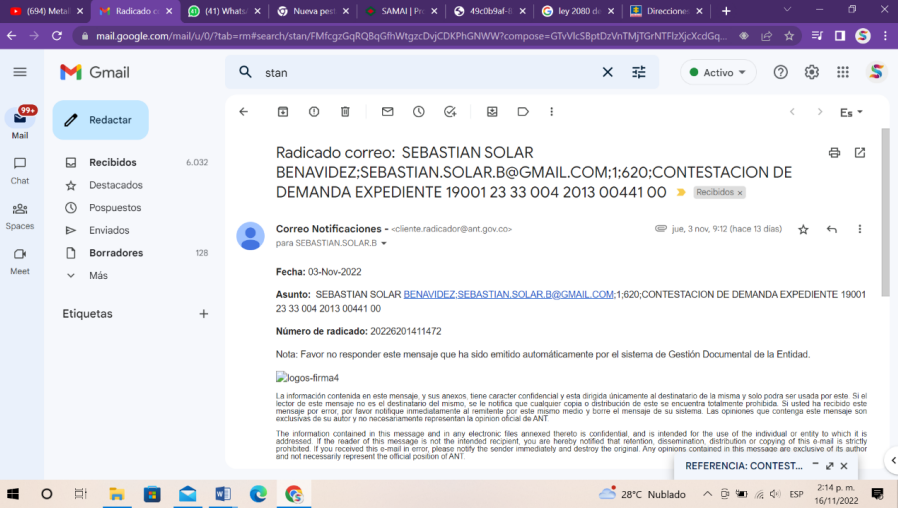 (694) Metal
Radicado co
(41) Whats
Nueva pest
SAMAI | Pr
49c0b9af-8
ley 2080 de
Direcciones
mail.google.com/mail/u/0/?tab=rm#search/stan/
Gmail
stan
Activo
99+
Mail
Redactar
Es
Recibidos 6.032
Destacados
Chat
Pospuestos
Enviados
Spaces
Borradores 128
Meet
Más
Etiquetas
Radicado correo: SEBASTIAN SOLAR
BENAVIDEZ;SEBASTIAN.SOLAR.B@GMAIL.COM;1;620;CONTESTACION DE
DEMANDA EXPEDIENTE 19001 23 33 004 2013 00441 00 Recibidos x
Correo Notificaciones - <cliente.radicador@ant.gov.co> jue, 3 nov, 9:12 (hace 13 días)
para SEBASTIAN.SOLAR.B
Fecha: 03-Nov-2022
Asunto: SEBASTIAN SOLAR BENAVIDEZ;SEBASTIAN.SOLAR.B@GMAIL.COM;1;620;CONTESTACION DE DEMANDA EXPEDIENTE 19001
23 33 004 2013 00441 00
Número de radicado: 20226201411472
Nota: Favor no responder este mensaje que ha sido emitido automáticamente por el sistema de Gestión Documental de la Entidad.
logos-firma4
La información contenida en este mensaje, y sus anexos, tiene caracter confidencial y esta dirigida únicamente al destinatario de la misma y solo podra ser usada por este. Si el
lector de este mensaje no es el destinatario del mismo, se le notifica que cualquier copia o distribución de este se encuentra totalmente prohibida. Si usted ha recibido este
mensaje por error, por favor notifique inmediatamente al remitente por este mismo medio y borre el mensaje de su sistema. Las opiniones que contenga este mensaje son
exclusivas de su autor y no necesariamente representan la opinión oficial de ANT.
The information contained in this message and in any electronic files annexed thereto is confidential, and is intended for the use of the individual or entity to which it is
addressed. If the reader of this message is not the intended recipient, you are hereby notified that retention, dissemination, distribution or copying of this e-mail is strictly
prohibited. If you received this e-mail in error, please notify the sender immediately and destroy the original. Any opinions contained in this message are exclusive of its author
and not necessarily represent the official position of ANT.
REFERENCIA: CONTEST...
28°C Nublado
ESP
2:14 p. m.
16/11/2022